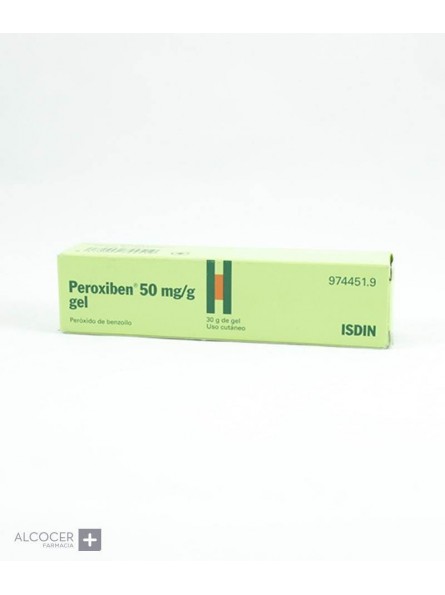 Peroxiben® 50 mg/g
gel
Peróxido de benzoílo
30 g de gel
Uso cutáneo
974451.9
ISDIN
ALCOCER
FARMACIA